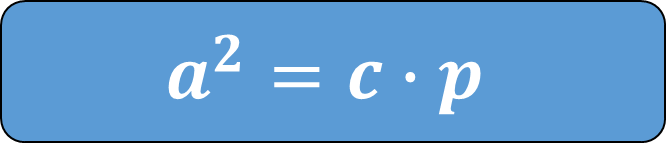 a² = c · p